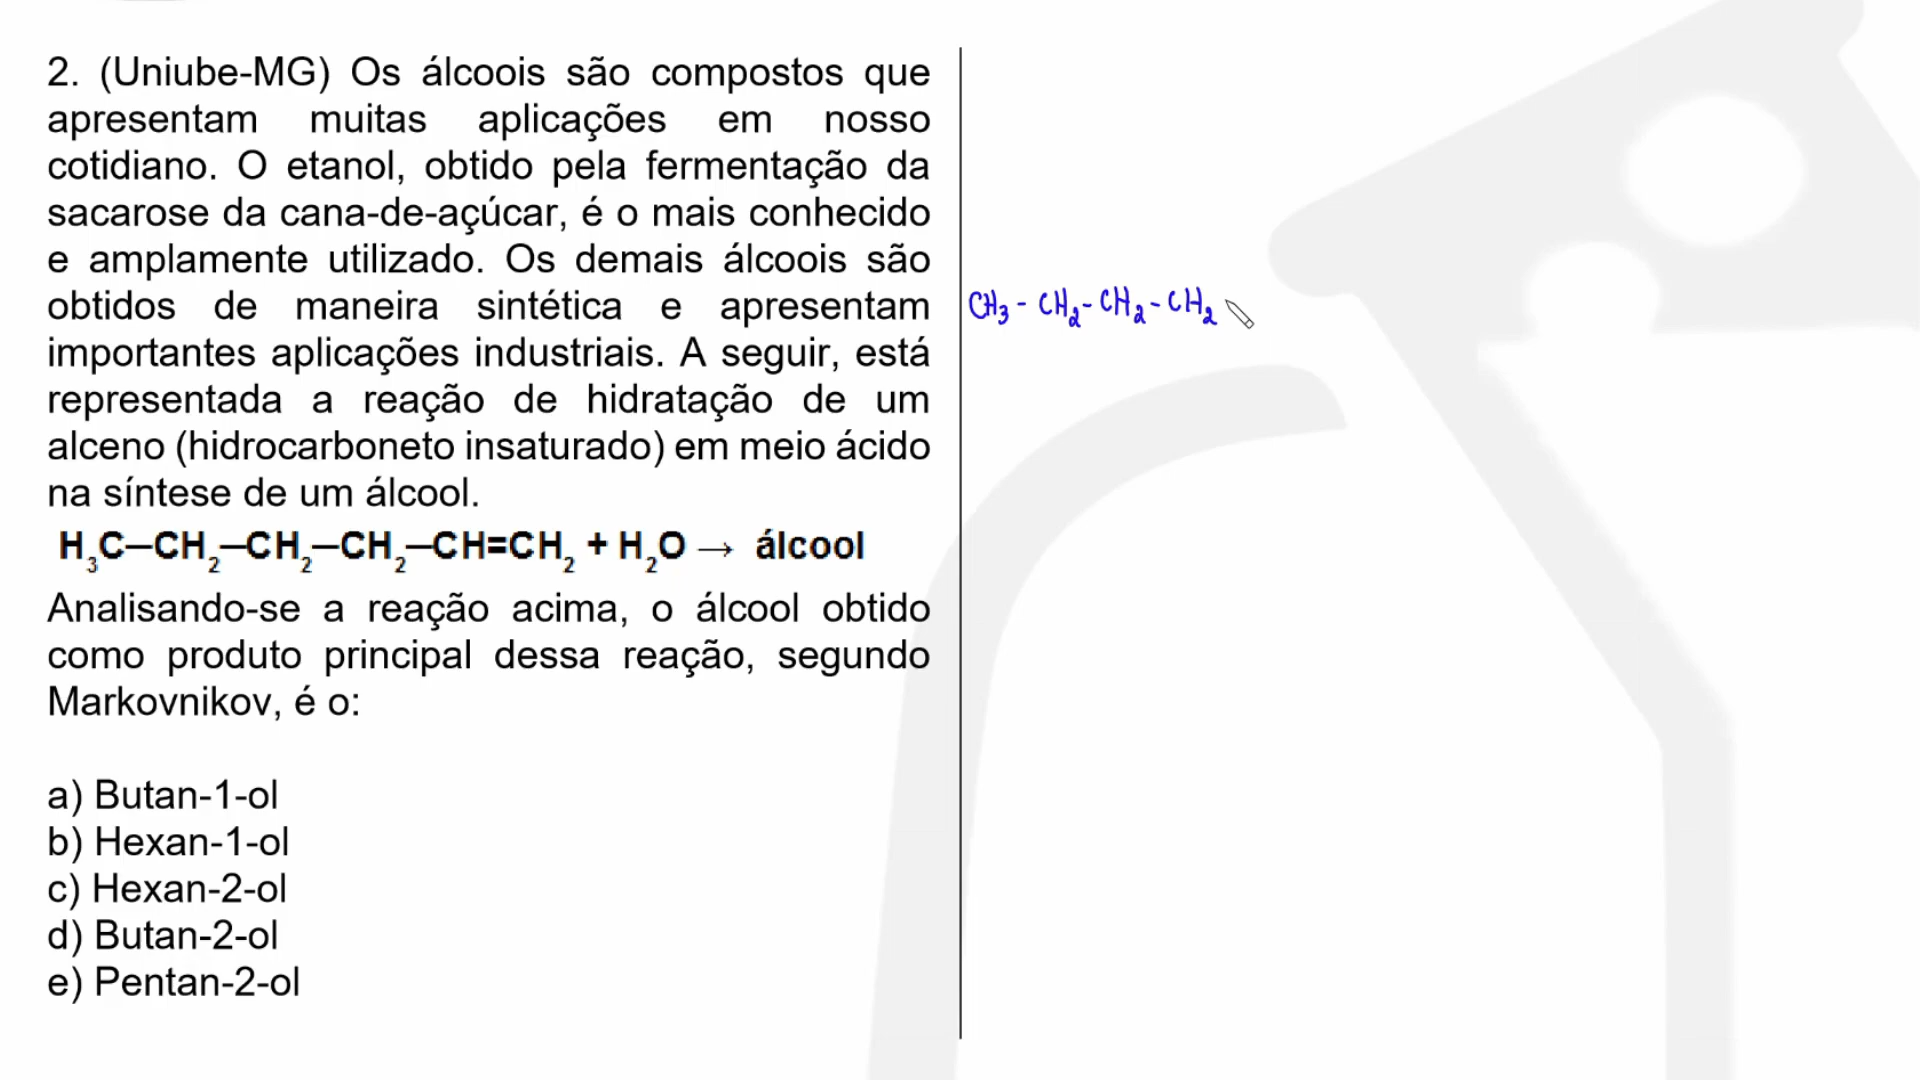 2. (Uniube-MG) Os álcoois são compostos que
apresentam muitas aplicações em nosso
cotidiano. O etanol, obtido pela fermentação da
sacarose da cana-de-açúcar, é o mais conhecido
e amplamente utilizado. Os demais álcoois são
obtidos de maneira sintética e apresentam
importantes aplicações industriais. A seguir, está
representada a reação de hidratação de um
alceno (hidrocarboneto insaturado) em meio ácido
na síntese de um álcool.
H₃C—CH₂—CH₂—CH₂—CH=CH₂ + H₂O → álcool
Analisando-se a reação acima, o álcool obtido
como produto principal dessa reação, segundo
Markovnikov, é o:
a) Butan-1-ol
b) Hexan-1-ol
c) Hexan-2-ol
d) Butan-2-ol
e) Pentan-2-ol
CH₃ - CH₂ - CH₂ - CH₂